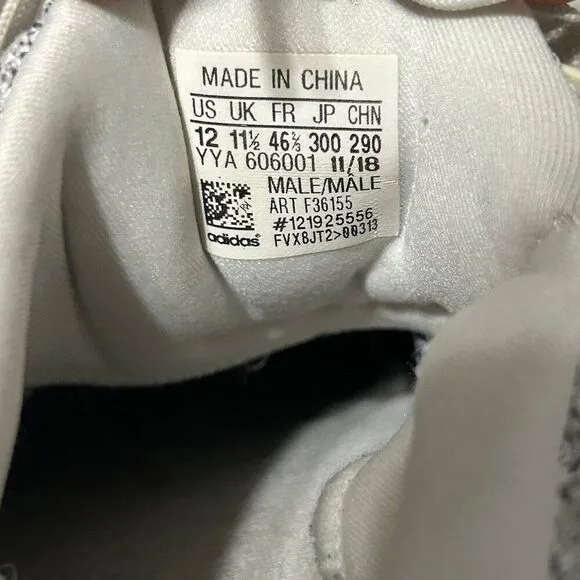 MADE IN CHINA
US UK FR JP CHN
12 11½ 46⅔ 300 290
YYA 606001 11/18
MALE/MÂLE
ART F36155
#121925556
adidas FVX8JT2>00313